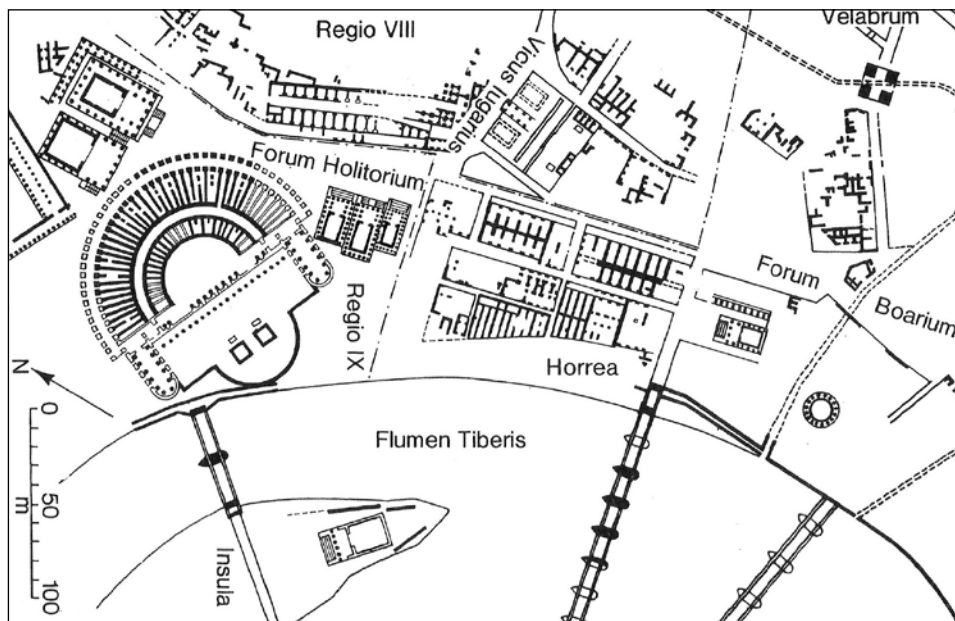 Regio VIII
Velabrum
Vicus Iugarius
Forum Holitorium
Regio IX
Forum
Boarium
Horrea
N
0
50
100
m
Flumen Tiberis
Insula